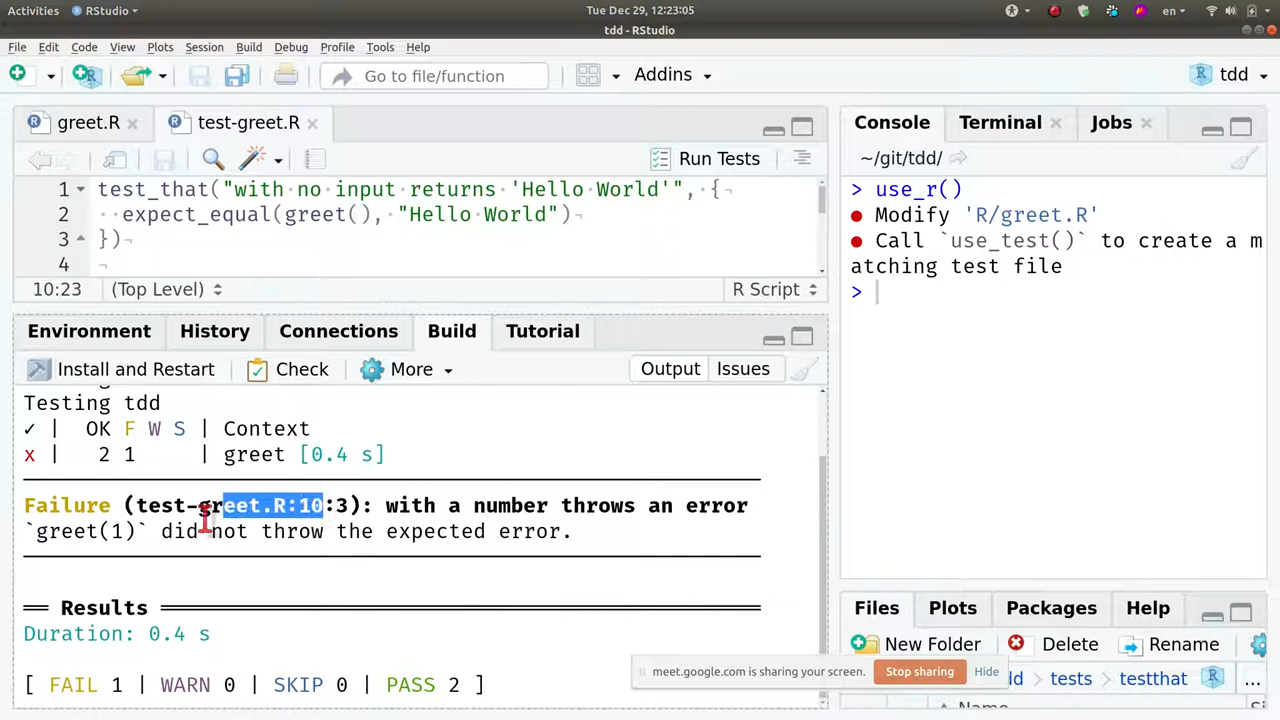 Activities RStudio Tue Dec 29, 12:23:05 en
tdd - RStudio
File Edit Code View Plots Session Build Debug Profile Tools Help
Go to file/function Addins tdd
greet.R test-greet.R
Run Tests
1 test_that("with·no·input·returns·'Hello·World'",·{¬
2 ··expect_equal(greet(),·"Hello·World")¬
3 })¬
4 ¬
10:23 (Top Level) R Script
Environment History Connections Build Tutorial
Install and Restart Check More Output Issues
Testing tdd
✓ | OK F W S | Context
x | 2 1 | greet [0.4 s]
Failure (test-greet.R:10:3): with a number throws an error
`greet(1)` did not throw the expected error.
══ Results ══
Duration: 0.4 s
[ FAIL 1 | WARN 0 | SKIP 0 | PASS 2 ]
Console Terminal Jobs
~/git/tdd/
> use_r()
● Modify 'R/greet.R'
● Call `use_test()` to create a m
atching test file
>
Files Plots Packages Help
New Folder Delete Rename
meet.google.com is sharing your screen. Stop sharing Hide
dd tests testthat ...